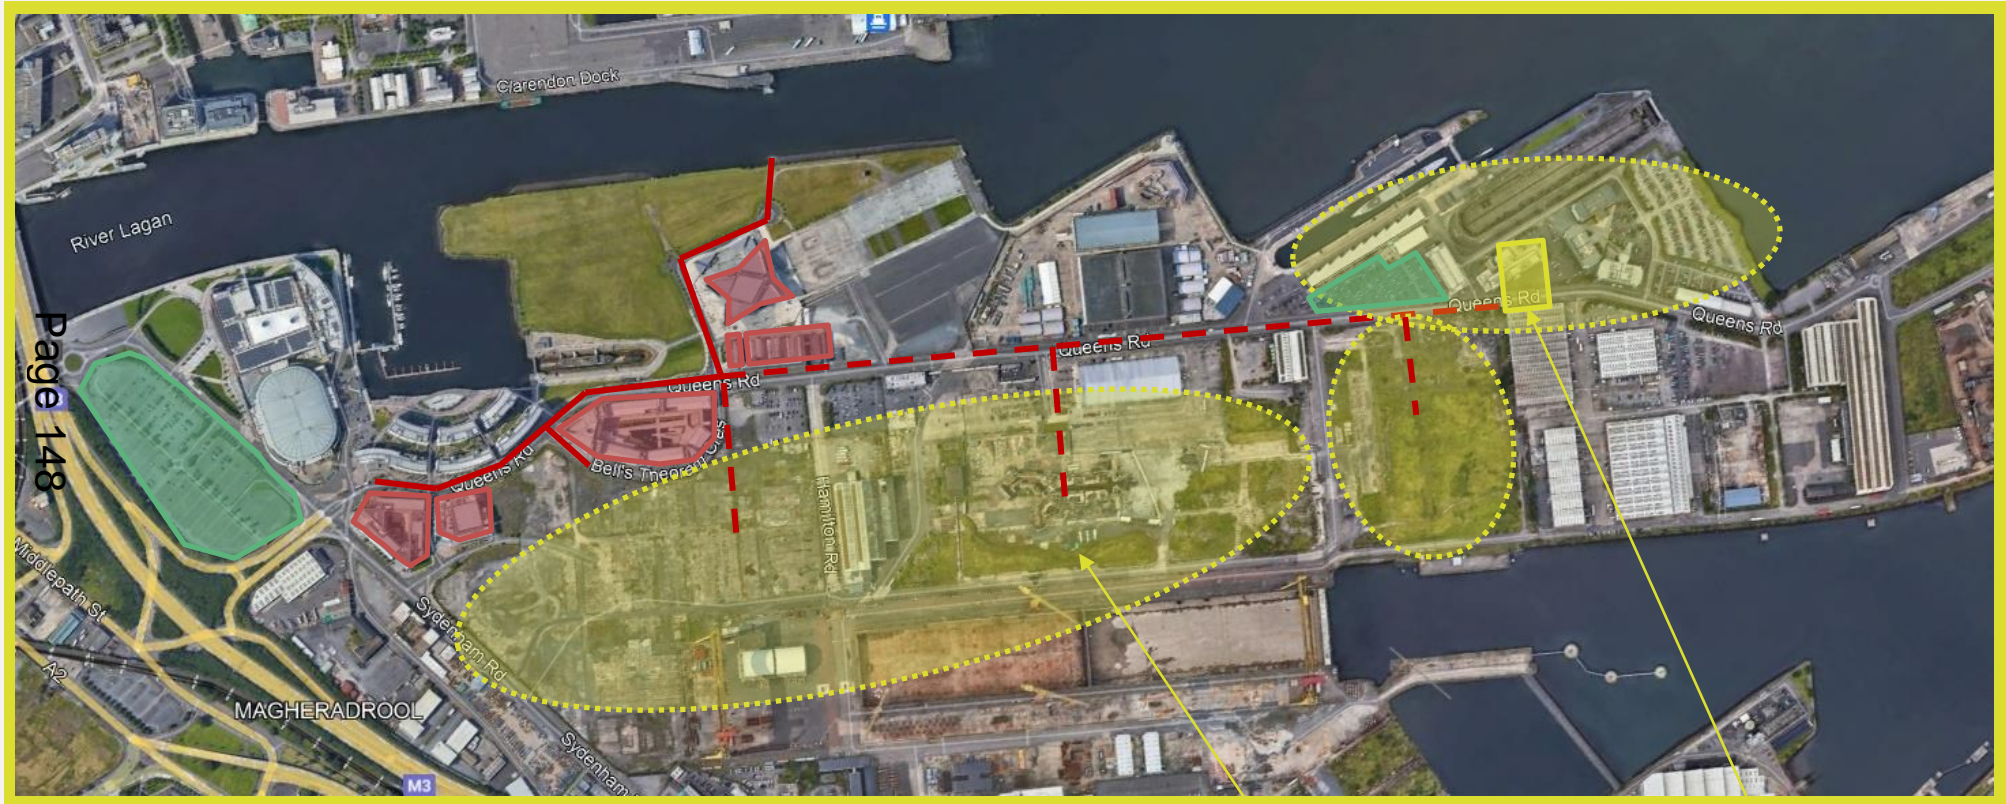 Clarendon Dock
River Lagan
Queens Rd
Queens Rd
Queens Rd
Queens Rd
Queens Rd
Bell's Theorem Cres
Hamilton Rd
Page 148
Middlepath St
A2
Sydenham Rd
MAGHERADROOL
Sydenham
M3